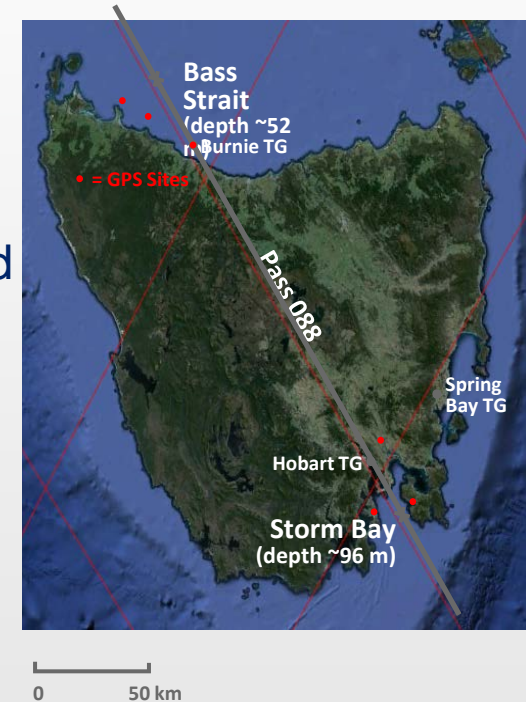 Bass
Strait
(depth ~52
m)
Burnie TG
= GPS Sites
d
Pass 088
Spring
Bay TG
Hobart TG
Storm Bay
(depth ~96 m)
0 50 km